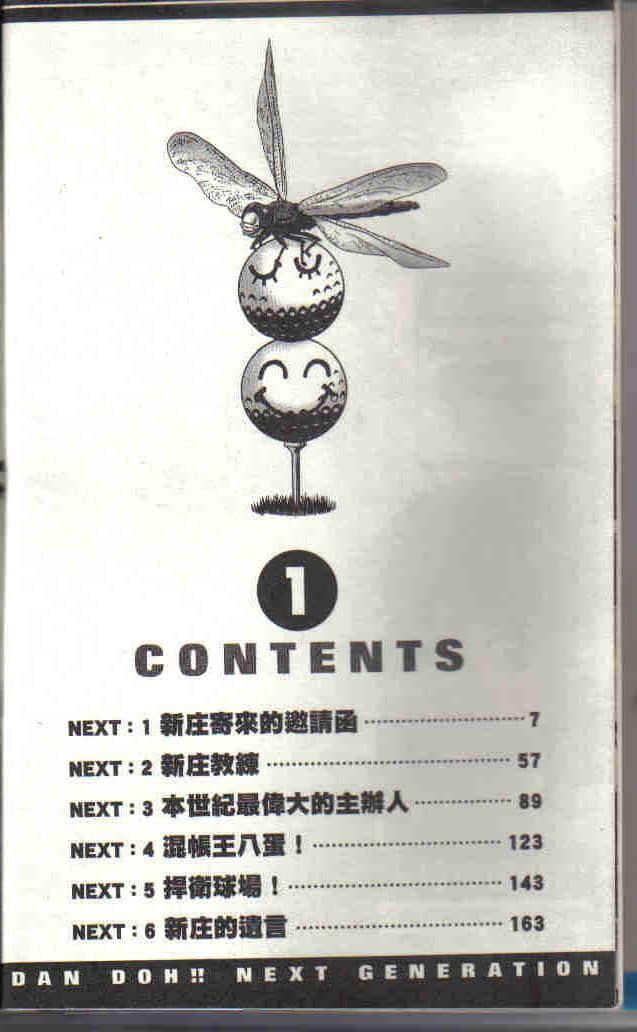 1
CONTENTS
NEXT：1 新庄寄來的邀請函 7
NEXT：2 新庄教練 57
NEXT：3 本世紀最偉大的主辦人 89
NEXT：4 混帳王八蛋！ 123
NEXT：5 捍衛球場！ 143
NEXT：6 新庄的遺言 163
DAN DOH!! NEXT GENERATION